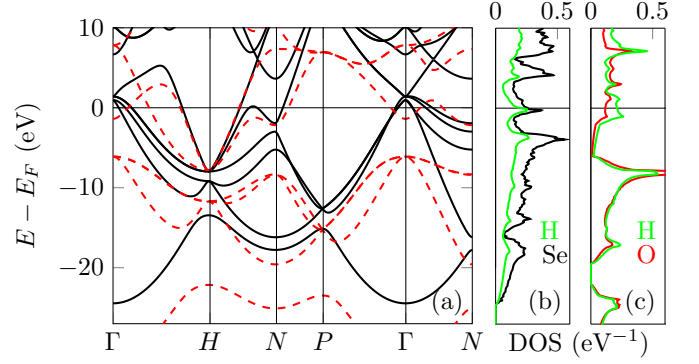 0 0.5 0 0.5
10
0
−10
−20
E − E_F (eV)
H
Se
H
O
(a) (b) (c)
Γ H N P Γ N
DOS (eV⁻¹)